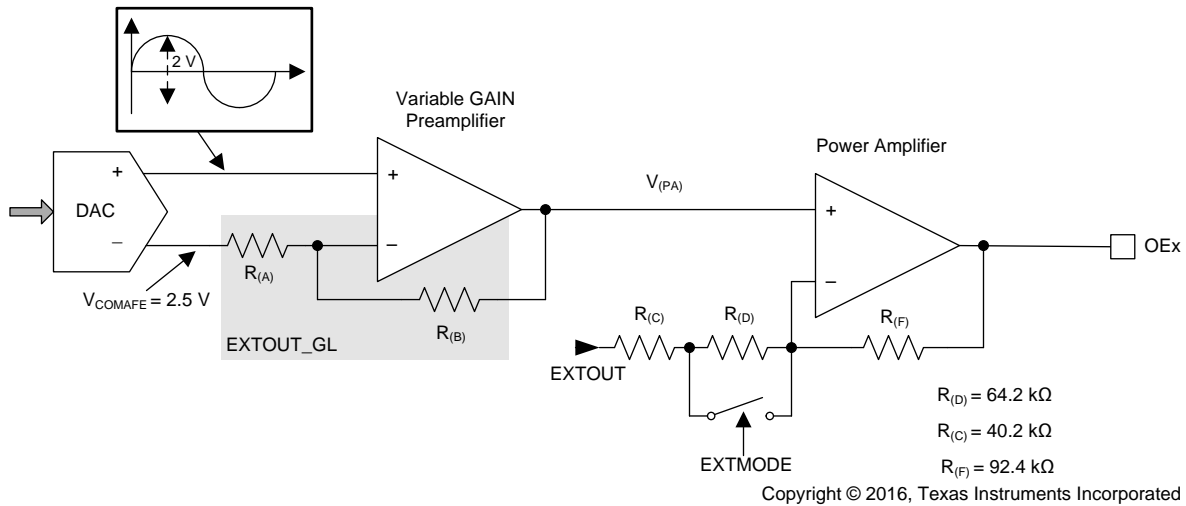 2 V
Variable GAIN
Preamplifier
Power Amplifier
+
DAC
−
+
−
V(PA)
+
−
OEx
R(A)
VCOMAFE = 2.5 V
R(B)
EXTOUT_GL
R(C)
R(D)
R(F)
EXTOUT
EXTMODE
R(D) = 64.2 kΩ
R(C) = 40.2 kΩ
R(F) = 92.4 kΩ
Copyright © 2016, Texas Instruments Incorporated